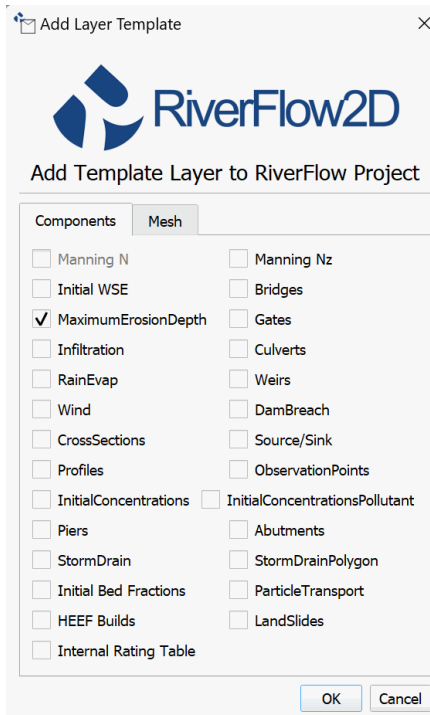 Add Layer Template
RiverFlow2D
Add Template Layer to RiverFlow Project
Components Mesh
Manning N Manning Nz
Initial WSE Bridges
MaximumErosionDepth Gates
Infiltration Culverts
RainEvap Weirs
Wind DamBreach
CrossSections Source/Sink
Profiles ObservationPoints
InitialConcentrations InitialConcentrationsPollutant
Piers Abutments
StormDrain StormDrainPolygon
Initial Bed Fractions ParticleTransport
HEEF Builds LandSlides
Internal Rating Table
OK Cancel